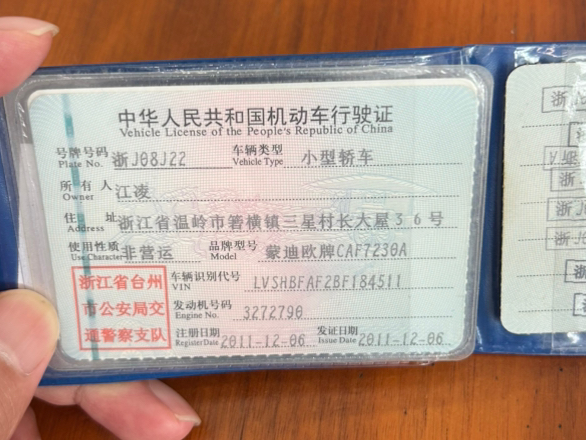 中华人民共和国机动车行驶证
Vehicle License of the People's Republic of China
号牌号码 Plate No. 浙J08J22 车辆类型 Vehicle Type 小型轿车
所有人 Owner 江凌
住址 Address 浙江省温岭市箬横镇三星村长大屋36号
使用性质 Use Character 非营运 品牌型号 Model 蒙迪欧牌CAF7230A
浙江省台州
市公安局交
通警察支队
车辆识别代号 VIN LVSHBFAF2BF184511
发动机号码 Engine No. 3272790
注册日期 Register Date 2011-12-06 发证日期 Issue Date 2011-12-06